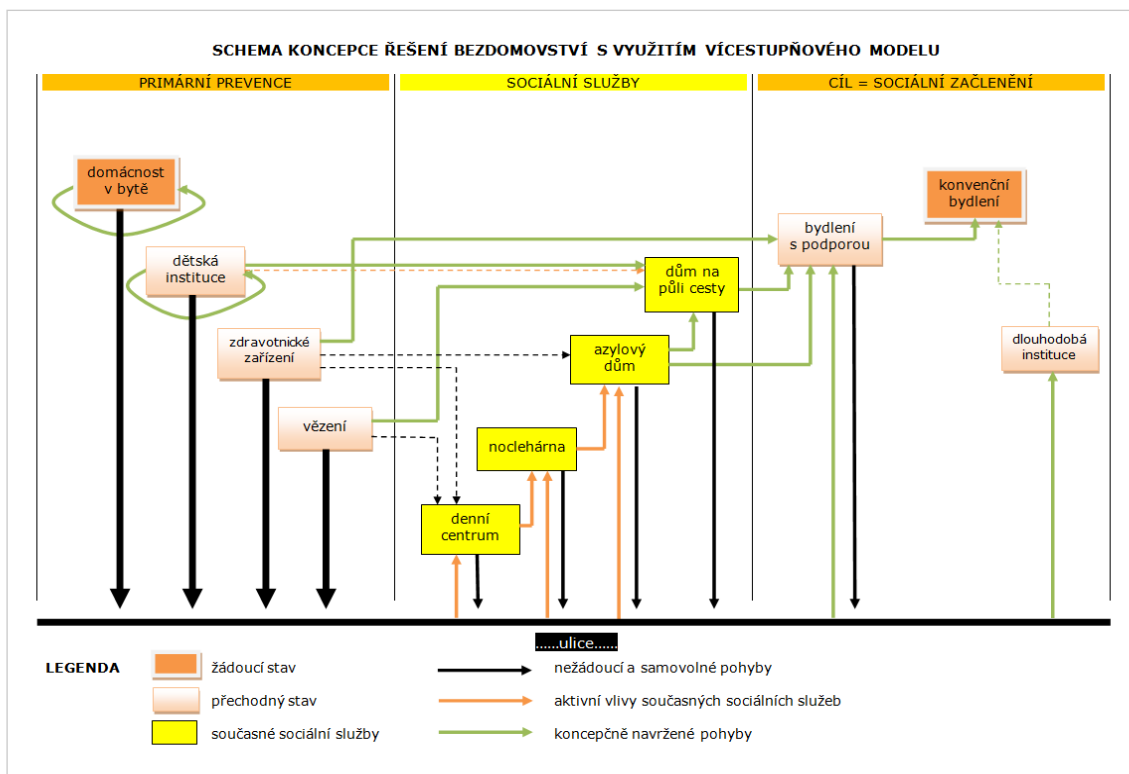 SCHEMA KONCEPCE ŘEŠENÍ BEZDOMOVSTVÍ S VYUŽITÍM VÍCESTUPŇOVÉHO MODELU
PRIMÁRNÍ PREVENCE
SOCIÁLNÍ SLUŽBY
CÍL = SOCIÁLNÍ ZAČLENĚNÍ
domácnost
v bytě
dětská
instituce
zdravotnické
zařízení
vězení
dům na
půli cesty
azylový
dům
noclehárna
denní
centrum
bydlení
s podporou
konvenční
bydlení
dlouhodobá
instituce
......ulice......
LEGENDA
žádoucí stav
přechodný stav
současné sociální služby
nežádoucí a samovolné pohyby
aktivní vlivy současných sociálních služeb
koncepčně navržené pohyby